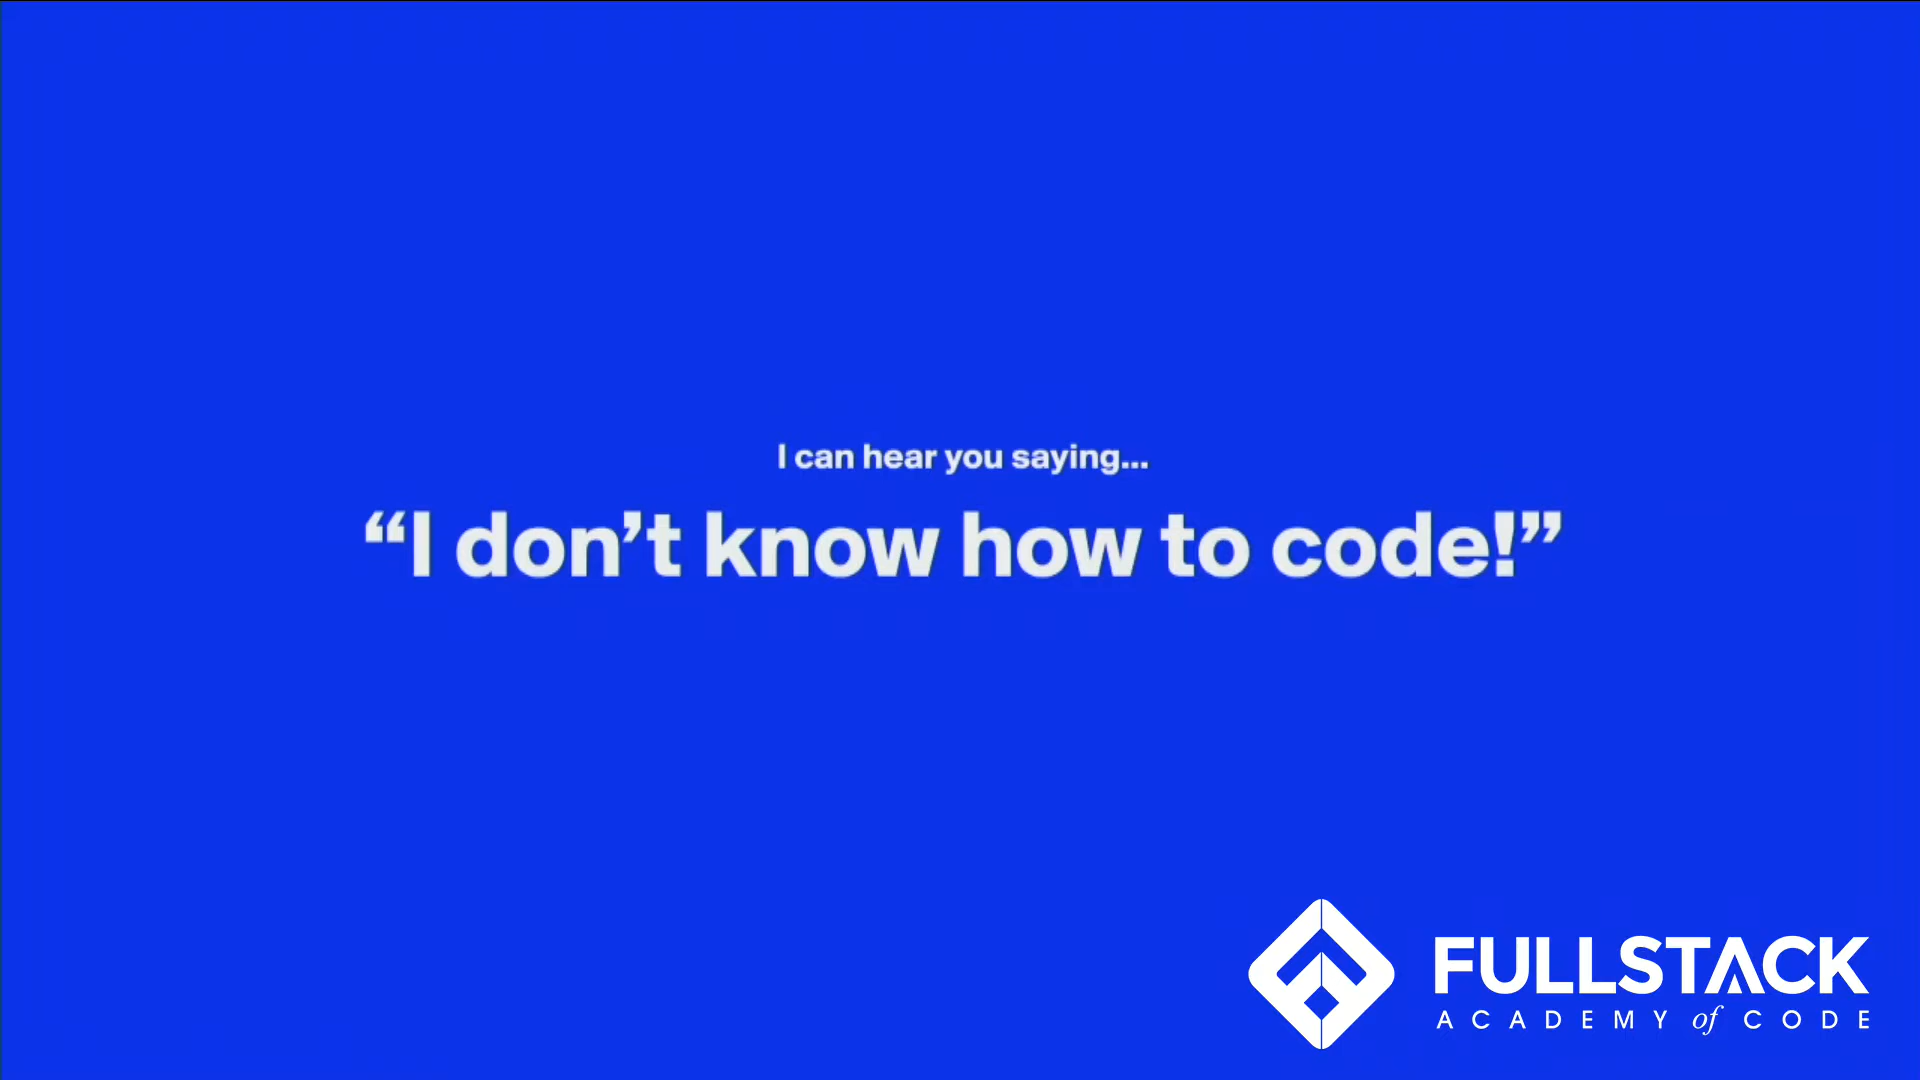 I can hear you saying...
“I don’t know how to code!”
FULLSTACK
ACADEMY of CODE